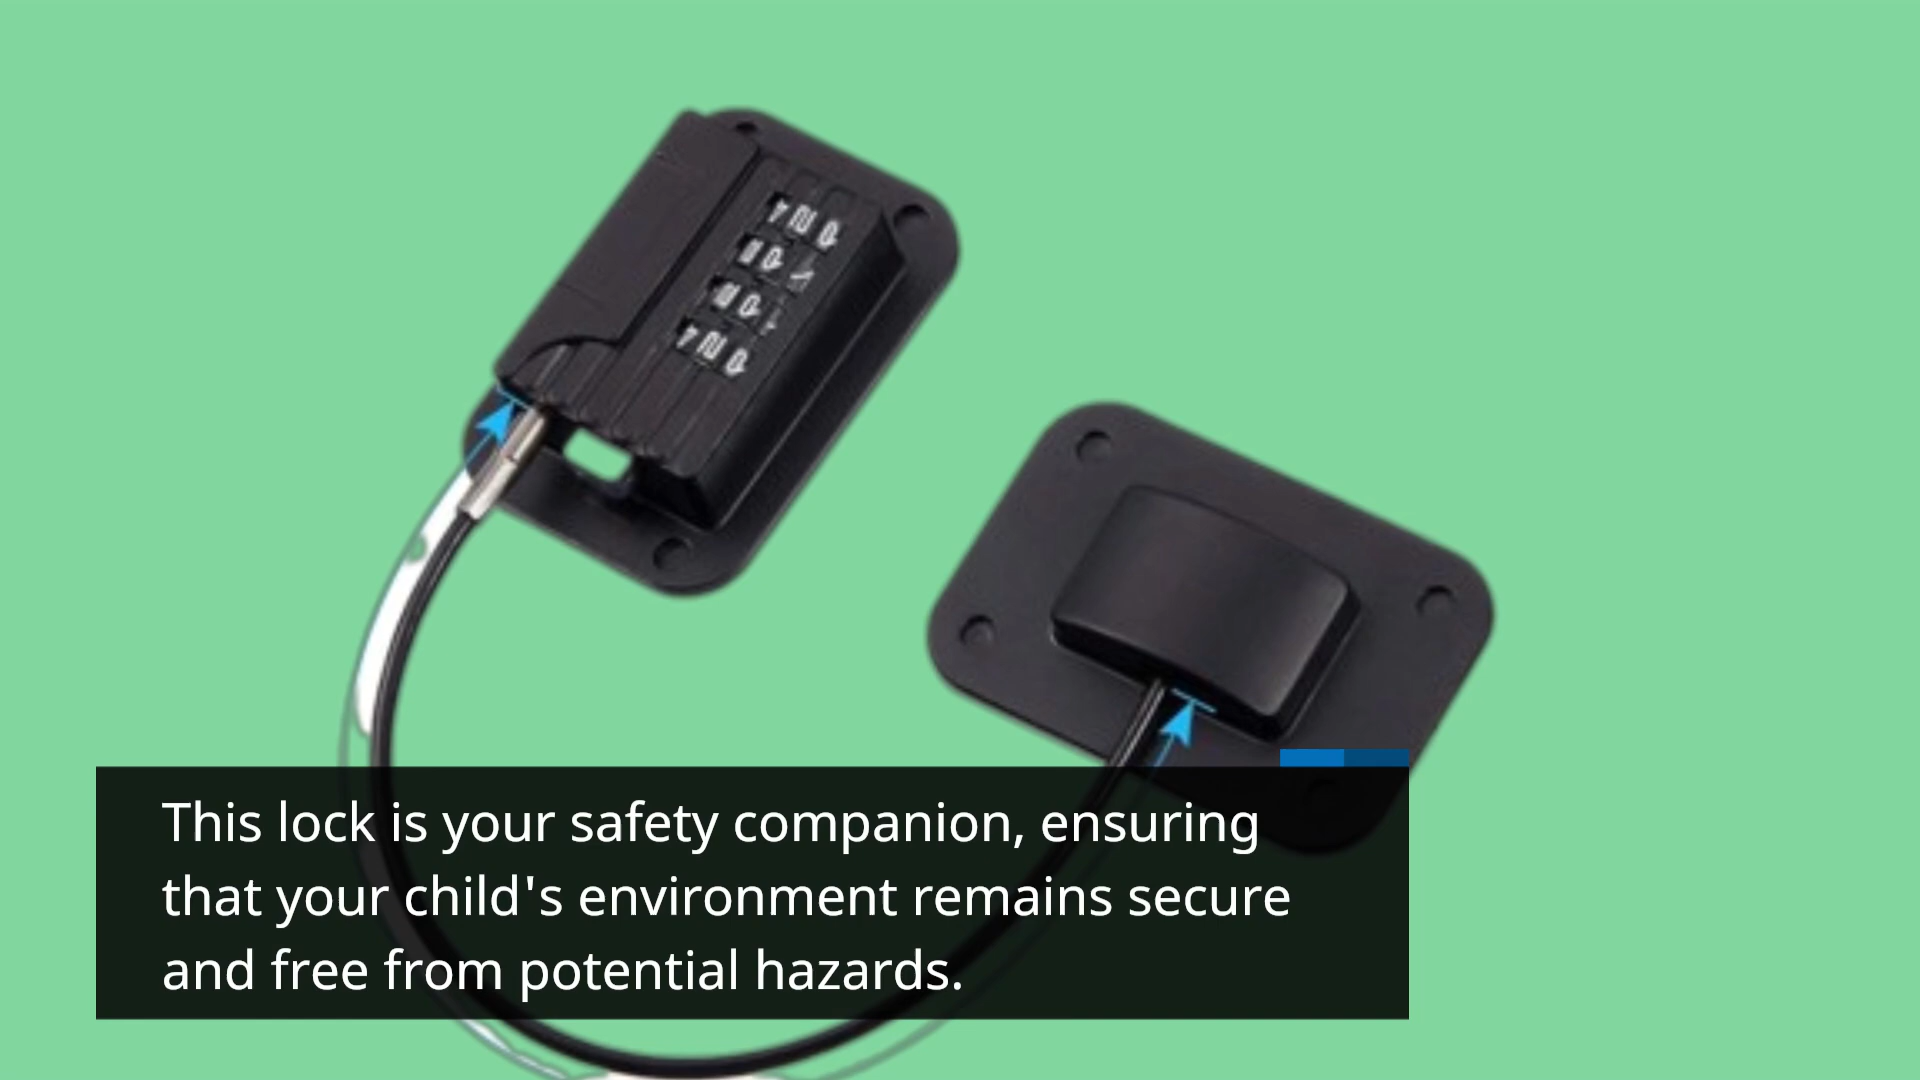 This lock is your safety companion, ensuring
that your child's environment remains secure
and free from potential hazards.